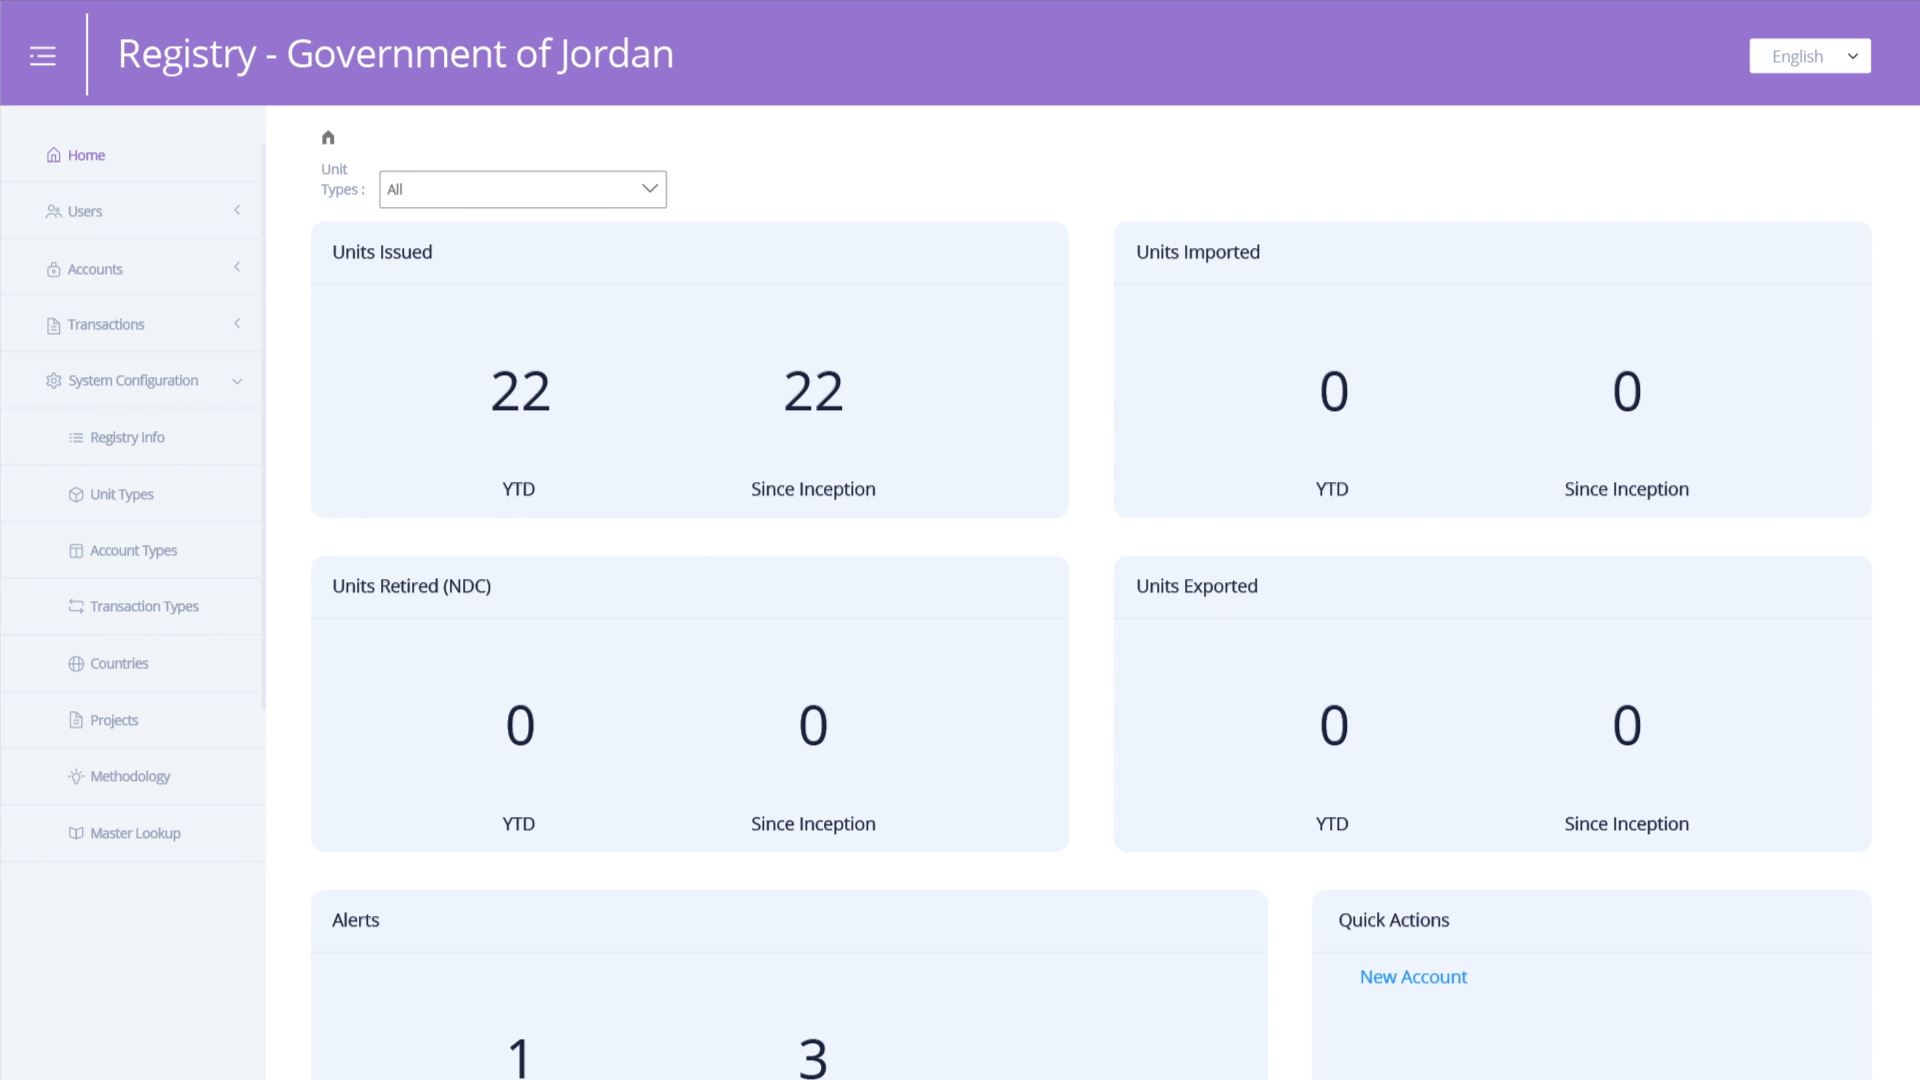 Registry - Government of Jordan
English
Home
Users
Accounts
Transactions
System Configuration
Registry Info
Unit Types
Account Types
Transaction Types
Countries
Projects
Methodology
Master Lookup
Unit
Types :
All
Units Issued
22
22
YTD
Since Inception
Units Imported
0
0
YTD
Since Inception
Units Retired (NDC)
0
0
YTD
Since Inception
Units Exported
0
0
YTD
Since Inception
Alerts
1
3
Quick Actions
New Account